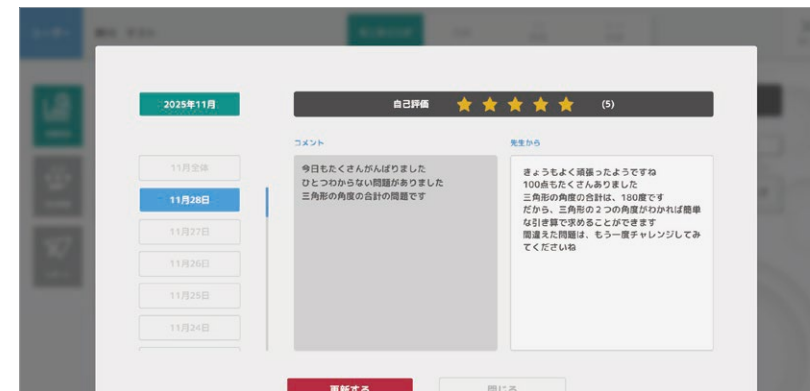 2025年11月
自己評価 ★★★★★ (5)
コメント
先生から
11月全体
11月28日
11月27日
11月26日
11月25日
11月24日
今日もたくさんがんばりました
ひとつわからない問題がありました
三角形の角度の合計の問題です
きょうもよく頑張ったようですね
100点もたくさんありました
三角形の角度の合計は、180度です
だから、三角形の２つの角度がわかれば簡単
な引き算で求めることができます
間違えた問題は、もう一度チャレンジしてみ
てくださいね
更新する
閉じる